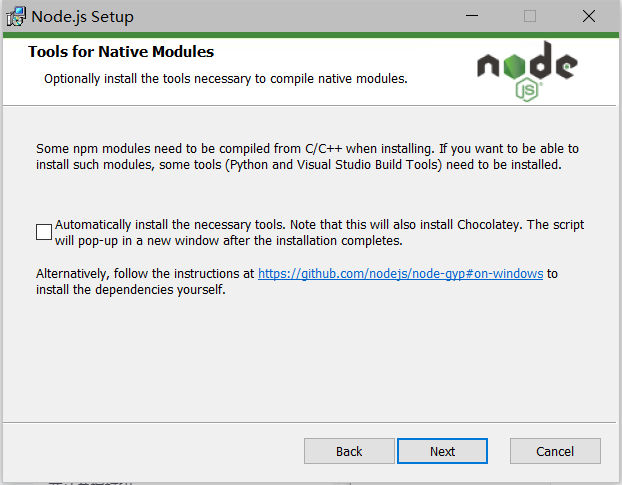 Node.js Setup
Tools for Native Modules
Optionally install the tools necessary to compile native modules.
node
JS
Some npm modules need to be compiled from C/C++ when installing. If you want to be able to
install such modules, some tools (Python and Visual Studio Build Tools) need to be installed.
Automatically install the necessary tools. Note that this will also install Chocolatey. The script
will pop-up in a new window after the installation completes.
Alternatively, follow the instructions at https://github.com/nodejs/node-gyp#on-windows to
install the dependencies yourself.
Back
Next
Cancel